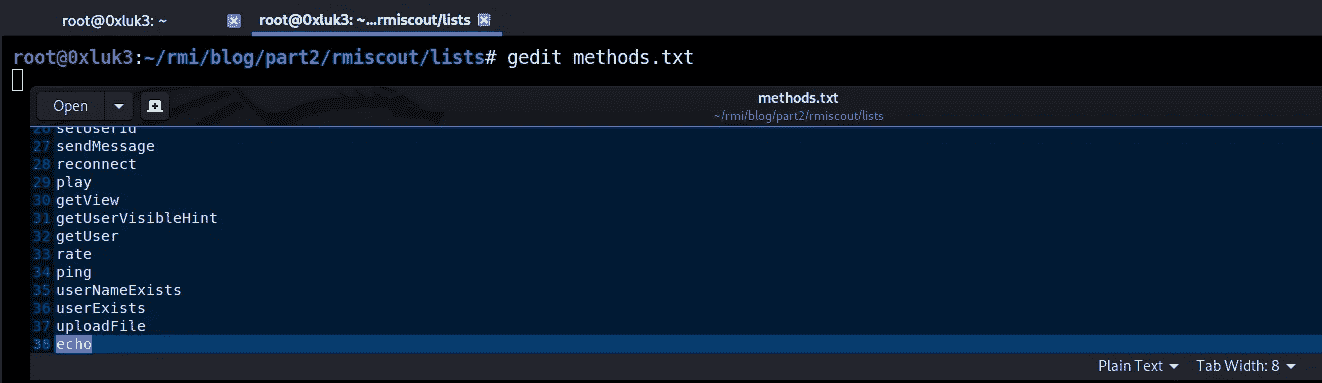 root@0xluk3: ~
root@0xluk3: ~...rmiscout/lists
root@0xluk3:~/rmi/blog/part2/rmiscout/lists# gedit methods.txt
Open
methods.txt
~/rmi/blog/part2/rmiscout/lists
26 setUserId
27 sendMessage
28 reconnect
29 play
30 getView
31 getUserVisibleHint
32 getUser
33 rate
34 ping
35 userNameExists
36 userExists
37 uploadFile
38 echo
Plain Text Tab Width: 8